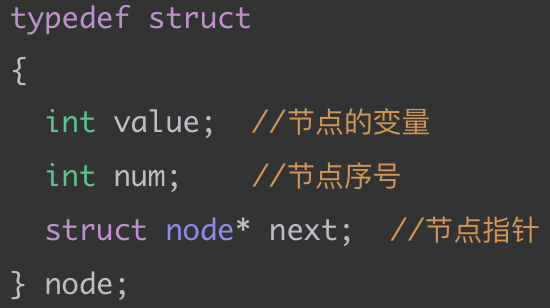 typedef struct
{
int value; //节点的变量
int num; //节点序号
struct node* next; //节点指针
} node;